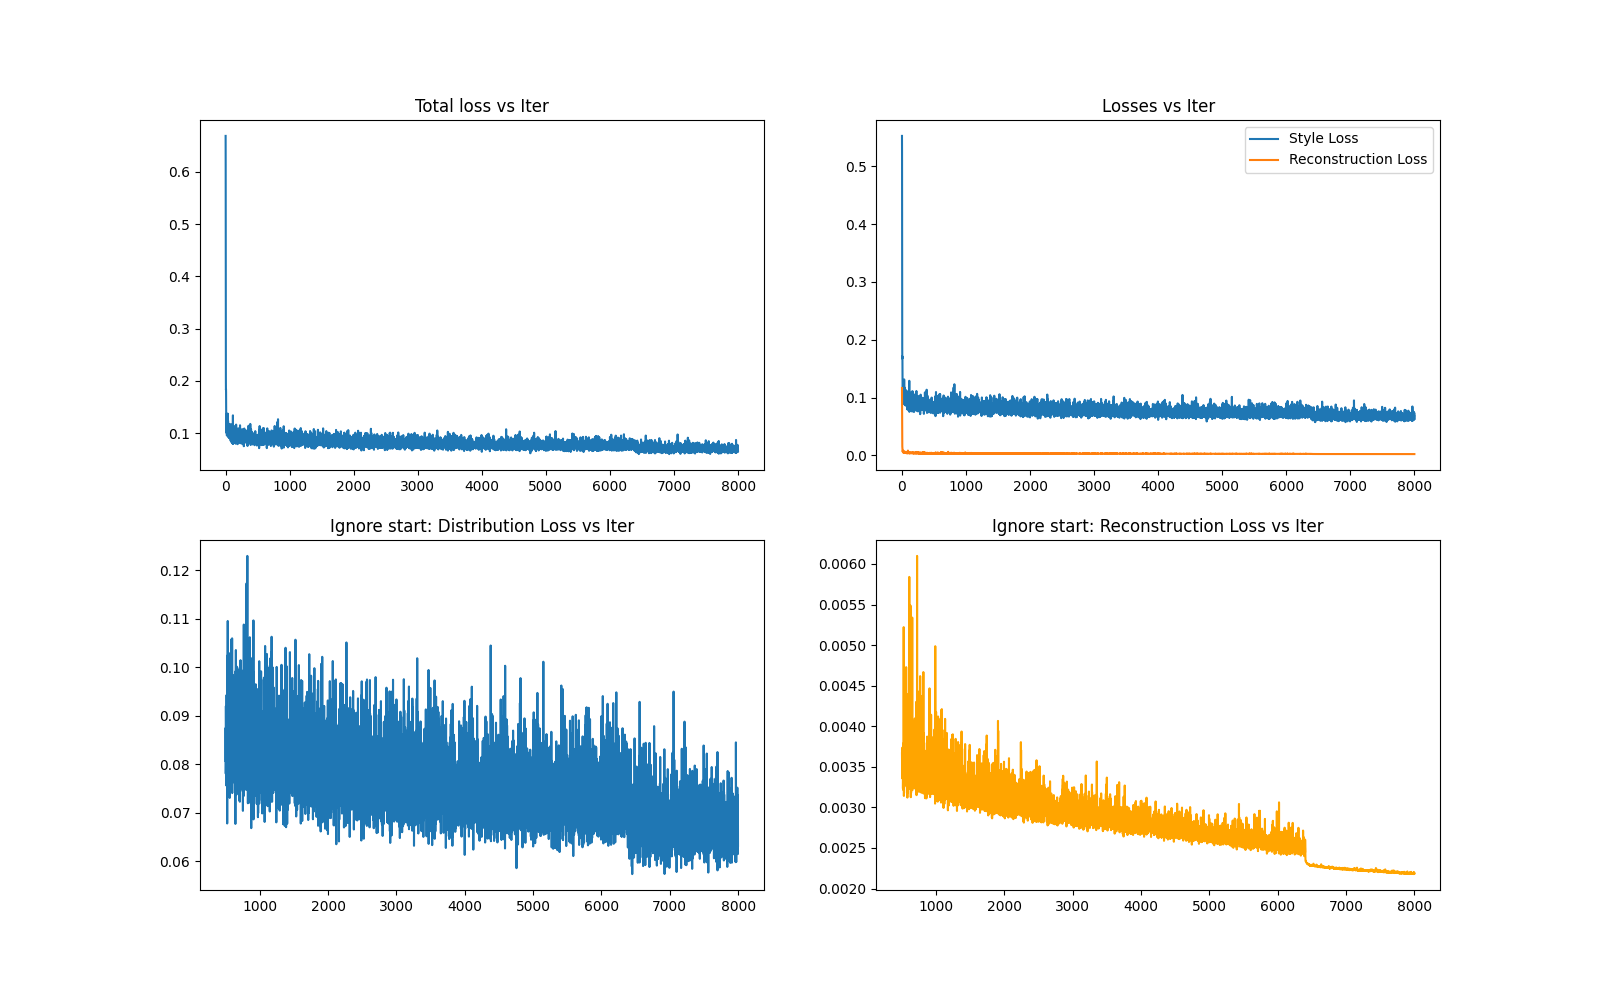 Total loss vs Iter
0.6
0.5
0.4
0.3
0.2
0.1
0 1000 2000 3000 4000 5000 6000 7000 8000
Losses vs Iter
Style Loss
Reconstruction Loss
0.5
0.4
0.3
0.2
0.1
0.0
0 1000 2000 3000 4000 5000 6000 7000 8000
Ignore start: Distribution Loss vs Iter
0.12
0.11
0.10
0.09
0.08
0.07
0.06
1000 2000 3000 4000 5000 6000 7000 8000
Ignore start: Reconstruction Loss vs Iter
0.0060
0.0055
0.0050
0.0045
0.0040
0.0035
0.0030
0.0025
0.0020
1000 2000 3000 4000 5000 6000 7000 8000